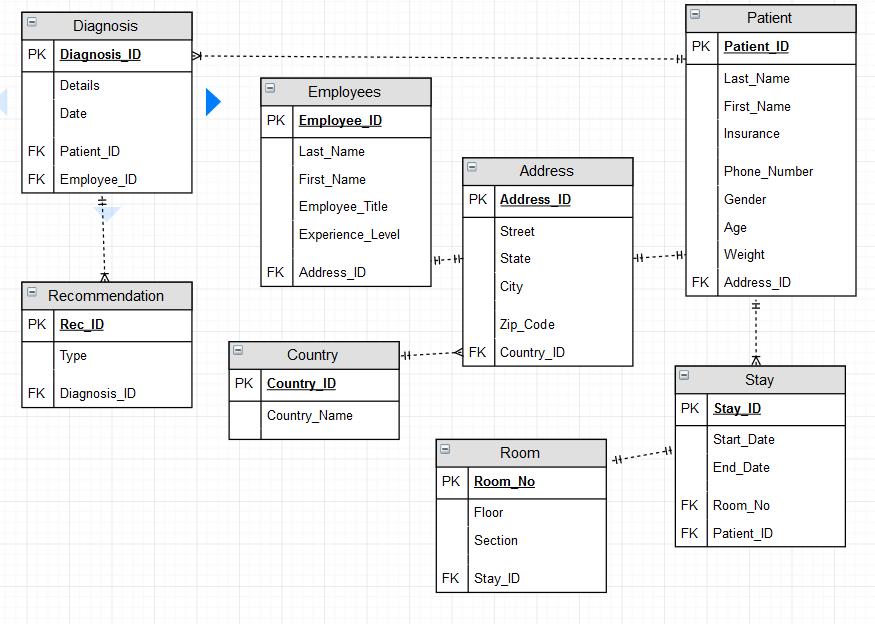 Diagnosis
PK Diagnosis_ID
Details
Date
FK Patient_ID
FK Employee_ID
Employees
PK Employee_ID
Last_Name
First_Name
Employee_Title
Experience_Level
FK Address_ID
Address
PK Address_ID
Street
State
City
Zip_Code
FK Country_ID
Patient
PK Patient_ID
Last_Name
First_Name
Insurance
Phone_Number
Gender
Age
Weight
FK Address_ID
Recommendation
PK Rec_ID
Type
FK Diagnosis_ID
Country
PK Country_ID
Country_Name
Room
PK Room_No
Floor
Section
FK Stay_ID
Stay
PK Stay_ID
Start_Date
End_Date
FK Room_No
FK Patient_ID